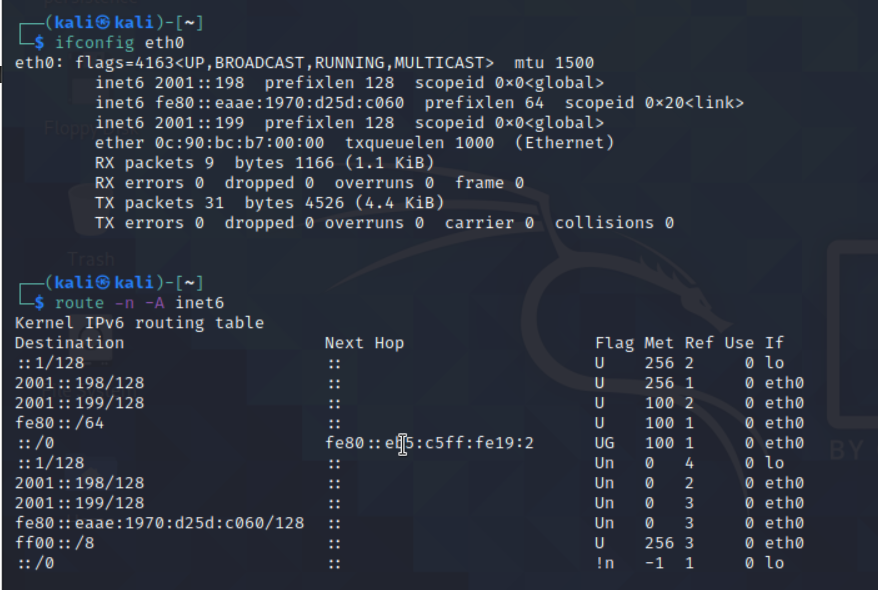 ┌──(kali㉿kali)-[~]
└─$ ifconfig eth0
eth0: flags=4163<UP,BROADCAST,RUNNING,MULTICAST>  mtu 1500
        inet6 2001::198  prefixlen 128  scopeid 0×0<global>
        inet6 fe80::eaae:1970:d25d:c060  prefixlen 64  scopeid 0×20<link>
        inet6 2001::199  prefixlen 128  scopeid 0×0<global>
        ether 0c:90:bc:b7:00:00  txqueuelen 1000  (Ethernet)
        RX packets 9  bytes 1166 (1.1 KiB)
        RX errors 0  dropped 0  overruns 0  frame 0
        TX packets 31  bytes 4526 (4.4 KiB)
        TX errors 0  dropped 0 overruns 0  carrier 0  collisions 0
Trash
┌──(kali㉿kali)-[~]
└─$ route -n -A inet6
Kernel IPv6 routing table
Destination                    Next Hop                   Flag Met Ref Use If
::1/128                        ::                         U    256 2     0 lo
2001::198/128                  ::                         U    256 1     0 eth0
2001::199/128                  ::                         U    100 2     0 eth0
fe80::/64                      ::                         U    100 1     0 eth0
::/0                                                      UG   100 1     0 eth0
::1/128                        ::                         Un   0   4     0 lo
2001::198/128                  ::                         Un   0   2     0 eth0
2001::199/128                  ::                         Un   0   3     0 eth0
fe80::eaae:1970:d25d:c060/128  ::                         Un   0   3     0 eth0
ff00::/8                       ::                         U    256 3     0 eth0
::/0                           ::                         !n   -1  1     0 lo
BY